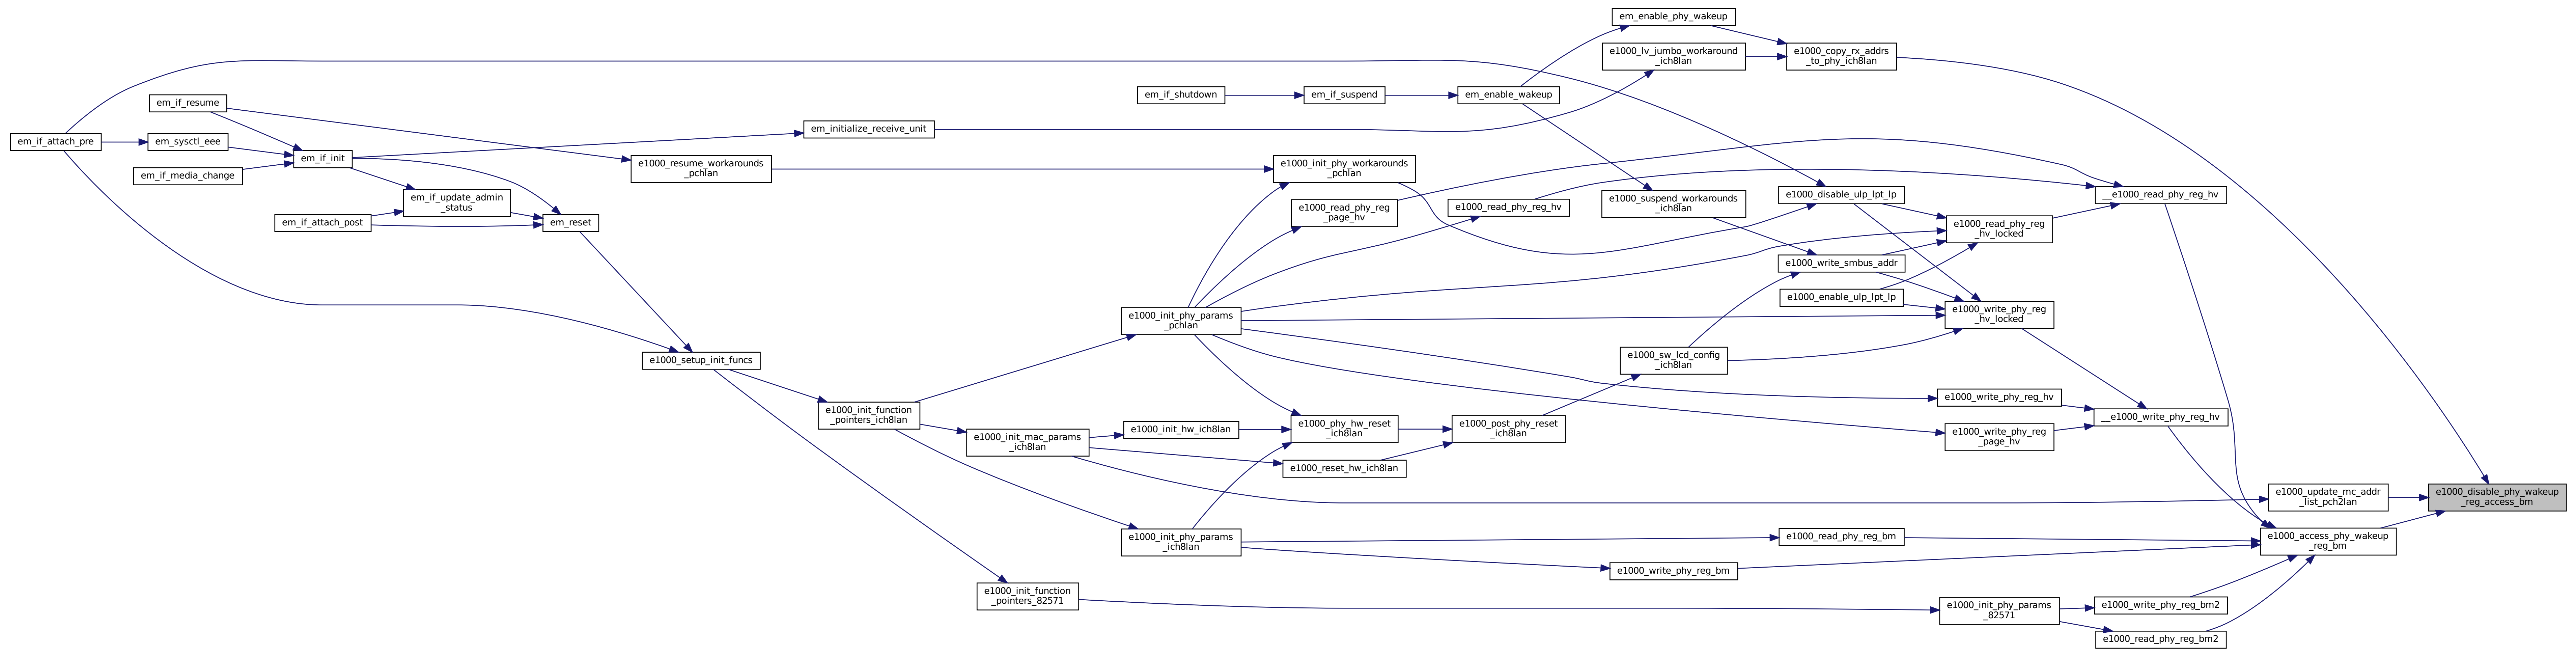 em_enable_phy_wakeup
e1000_lv_jumbo_workaround
_ich8lan
e1000_copy_rx_addrs
_to_phy_ich8lan
em_if_shutdown
em_if_suspend
em_enable_wakeup
em_if_resume
em_initialize_receive_unit
em_if_attach_pre
em_sysctl_eee
em_if_init
em_if_media_change
e1000_resume_workarounds
_pchlan
e1000_init_phy_workarounds
_pchlan
em_if_update_admin
_status
em_if_attach_post
em_reset
e1000_read_phy_reg
_page_hv
e1000_read_phy_reg_hv
e1000_suspend_workarounds
_ich8lan
e1000_disable_ulp_lpt_lp
__e1000_read_phy_reg_hv
e1000_read_phy_reg
_hv_locked
e1000_write_smbus_addr
e1000_enable_ulp_lpt_lp
e1000_init_phy_params
_pchlan
e1000_write_phy_reg
_hv_locked
e1000_setup_init_funcs
e1000_sw_lcd_config
_ich8lan
e1000_write_phy_reg_hv
e1000_init_function
_pointers_ich8lan
__e1000_write_phy_reg_hv
e1000_init_mac_params
_ich8lan
e1000_init_hw_ich8lan
e1000_phy_hw_reset
_ich8lan
e1000_post_phy_reset
_ich8lan
e1000_write_phy_reg
_page_hv
e1000_reset_hw_ich8lan
e1000_update_mc_addr
_list_pch2lan
e1000_disable_phy_wakeup
_reg_access_bm
e1000_init_phy_params
_ich8lan
e1000_read_phy_reg_bm
e1000_access_phy_wakeup
_reg_bm
e1000_write_phy_reg_bm
e1000_init_function
_pointers_82571
e1000_init_phy_params
_82571
e1000_write_phy_reg_bm2
e1000_read_phy_reg_bm2